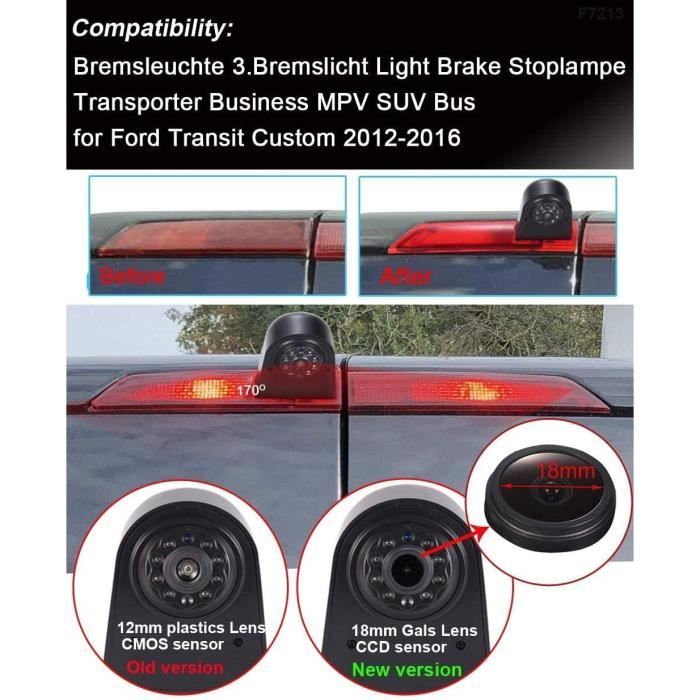 F7213
Compatibility:
Bremsleuchte 3.Bremslicht Light Brake Stoplampe
Transporter Business MPV SUV Bus
for Ford Transit Custom 2012-2016
Before
After
170°
18mm
12mm plastics Lens
CMOS sensor
Old version
18mm Gals Lens
CCD sensor
New version